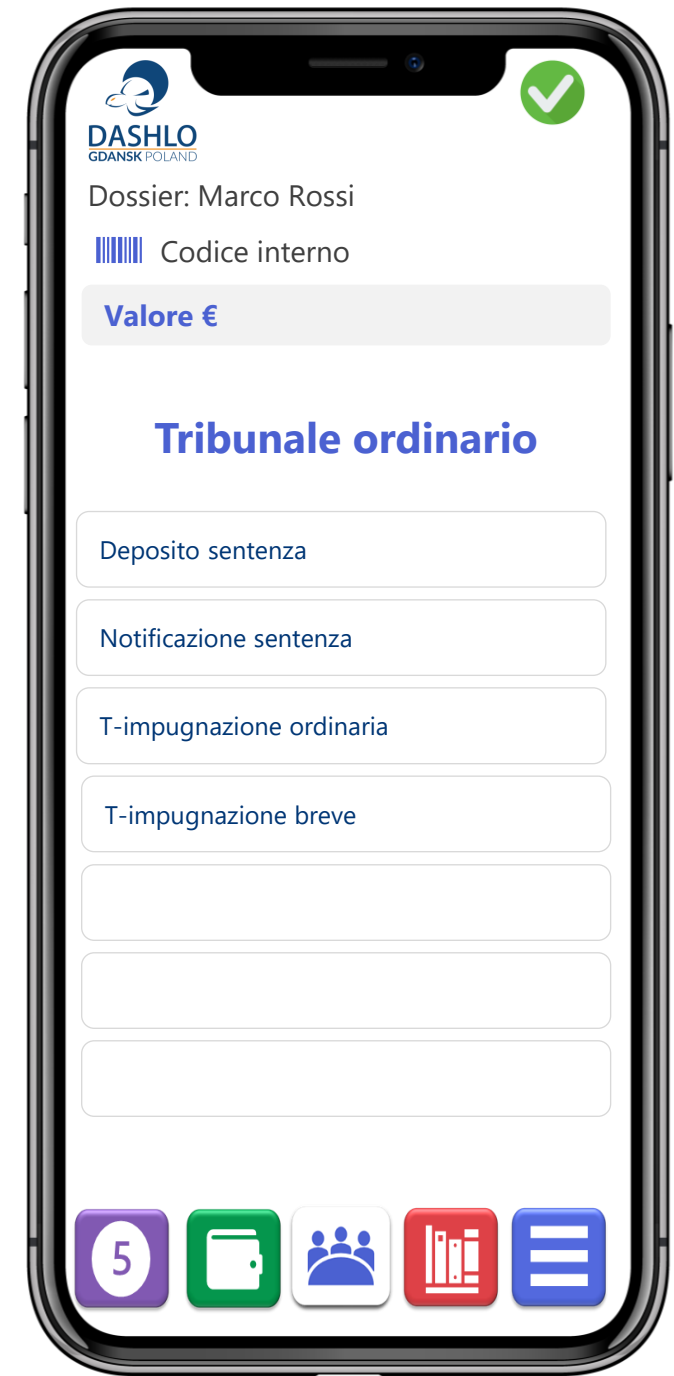 DASHLO
GDANSK POLAND
Dossier: Marco Rossi
Codice interno
Valore €
Tribunale ordinario
Deposito sentenza
Notificazione sentenza
T-impugnazione ordinaria
T-impugnazione breve
5